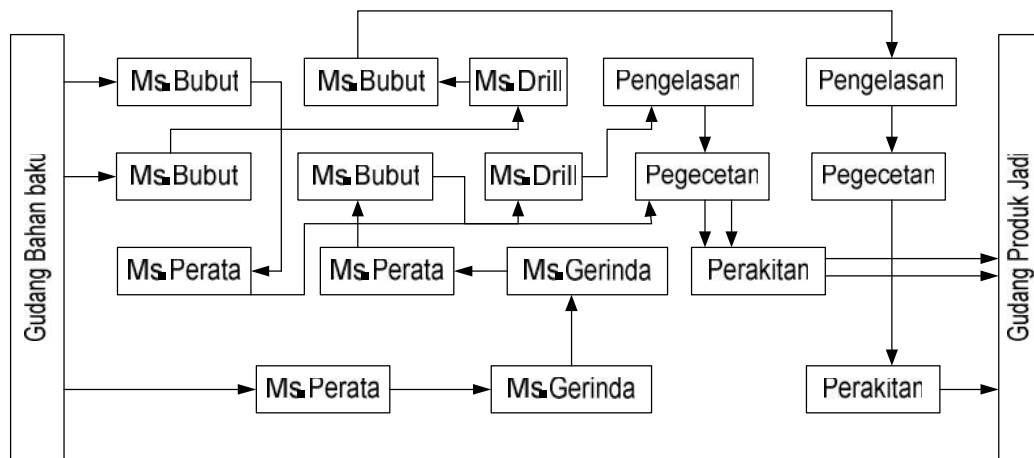 Gudang Bahan baku
Ms.Bubut
Ms.Bubut
Ms.Drill
Pengelasan
Pengelasan
Ms.Bubut
Ms.Bubut
Ms.Drill
Pegecetan
Pegecetan
Ms.Perata
Ms.Perata
Ms.Gerinda
Perakitan
Ms.Perata
Ms.Gerinda
Perakitan
Gudang Produk Jadi